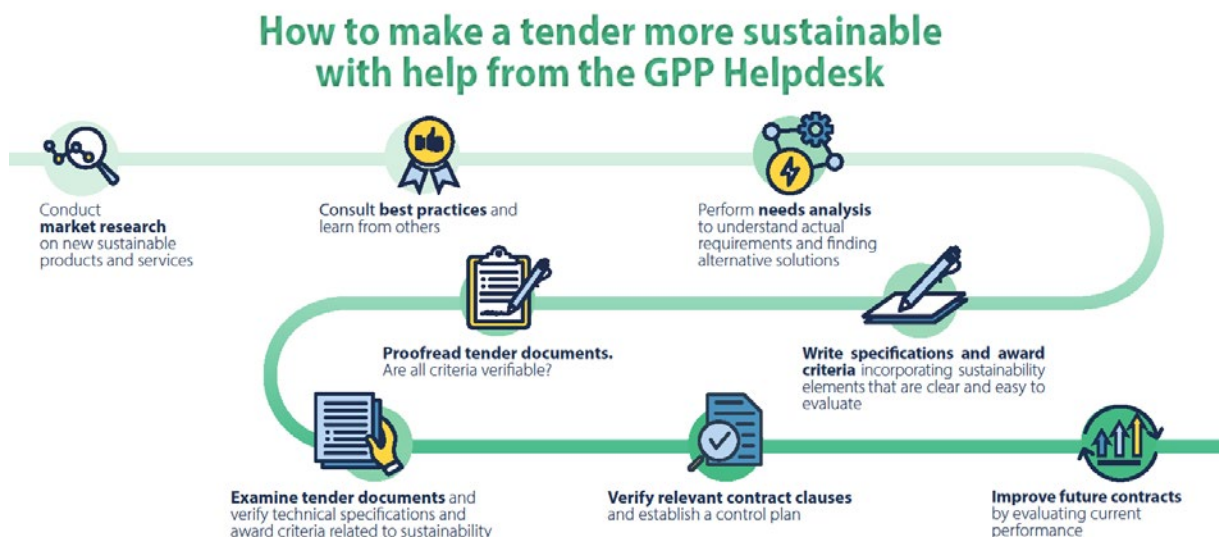 How to make a tender more sustainable
with help from the GPP Helpdesk
Conduct
market research
on new sustainable
products and services
Consult best practices and
learn from others
Perform needs analysis
to understand actual
requirements and finding
alternative solutions
Write specifications and award
criteria incorporating sustainability
elements that are clear and easy to
evaluate
Proofread tender documents.
Are all criteria verifiable?
Examine tender documents and
verify technical specifications and
award criteria related to sustainability
Verify relevant contract clauses
and establish a control plan
Improve future contracts
by evaluating current
performance